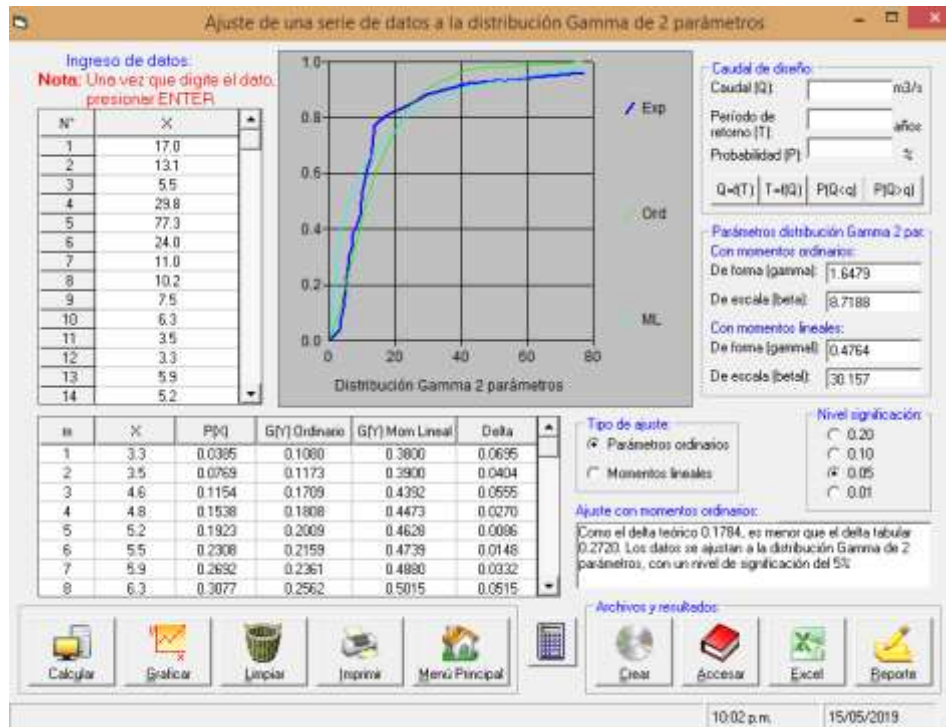 Ajuste de una serie de datos a la distribución Gamma de 2 parámetros
Ingreso de datos:
Nota: Una vez que digite el dato,
presionar ENTER
N° X
1 17.0
2 13.1
3 5.5
4 29.8
5 77.3
6 24.0
7 11.0
8 10.2
9 7.5
10 6.3
11 3.5
12 3.3
13 5.9
14 5.2
1.0
0.8
0.6
0.4
0.2
0.0
0 20 40 60 80
Distribución Gamma 2 parámetros
Exp
Ord
ML
Caudal de diseño:
Caudal (Q): m3/s
Período de
retorno (T): años
Probabilidad (P): %
Q=f(T) T=f(Q) P(Q<q) P(Q>q)
Parámetros distribución Gamma 2 par:
Con momentos ordinarios:
De forma (gamma): 1.6479
De escala (beta): 8.7188
Con momentos lineales:
De forma (gammal): 0.4764
De escala (betal): 30.157
m X P(X) G(Y) Ordinario G(Y) Mom Lineal Delta
1 3.3 0.0385 0.1080 0.3800 0.0695
2 3.5 0.0769 0.1173 0.3900 0.0404
3 4.6 0.1154 0.1709 0.4392 0.0555
4 4.8 0.1538 0.1808 0.4473 0.0270
5 5.2 0.1923 0.2009 0.4628 0.0086
6 5.5 0.2308 0.2159 0.4739 0.0148
7 5.9 0.2692 0.2361 0.4880 0.0332
8 6.3 0.3077 0.2562 0.5015 0.0515
Tipo de ajuste:
Parámetros ordinarios
Momentos lineales
Nivel significación:
0.20
0.10
0.05
0.01
Ajuste con momentos ordinarios:
Como el delta teórico 0.1784, es menor que el delta tabular
0.2720. Los datos se ajustan a la distribución Gamma de 2
parámetros, con un nivel de significación del 5%
Calcular Graficar Limpiar Imprimir Menú Principal
Archivos y resultados
Crear Accesar Excel Reporte
10:02 p.m. 15/05/2019